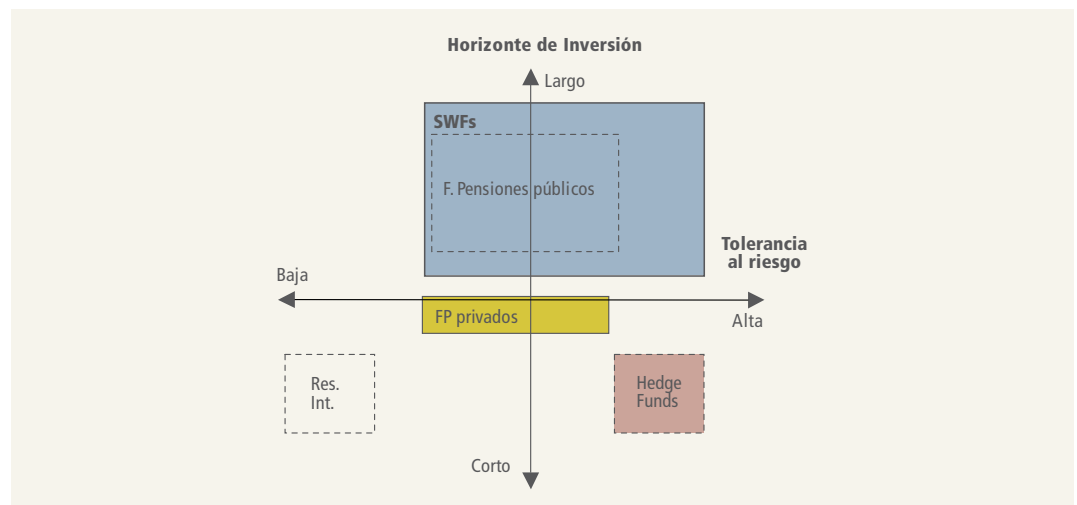 Horizonte de Inversión
Largo
SWFs
F. Pensiones públicos
Tolerancia
al riesgo
Baja
FP privados
Alta
Res.
Int.
Hedge
Funds
Corto